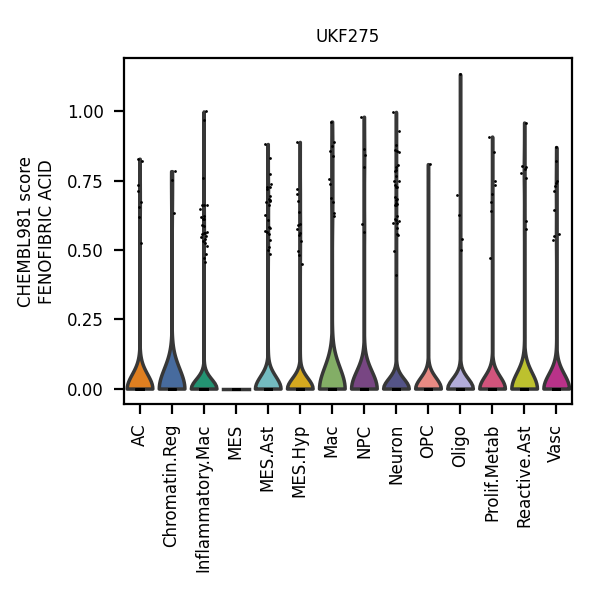 UKF275
CHEMBL981 score
FENOFIBRIC ACID
1.00
0.75
0.50
0.25
0.00
AC
Chromatin.Reg
Inflammatory.Mac
MES
MES.Ast
MES.Hyp
Mac
NPC
Neuron
OPC
Oligo
Prolif.Metab
Reactive.Ast
Vasc